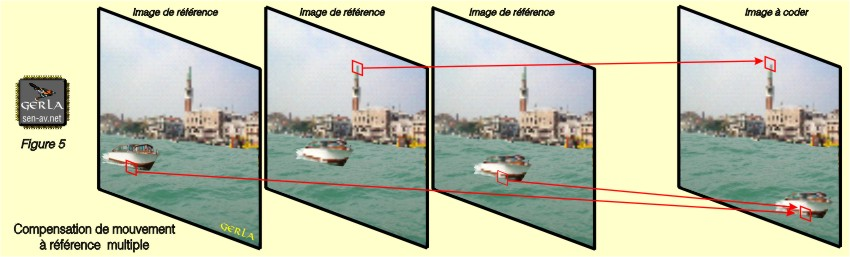 Image de référence
Image de référence
Image de référence
Image à coder
GERLA
sen-av.net
Figure 5
Compensation de mouvement
à référence multiple
GERLA